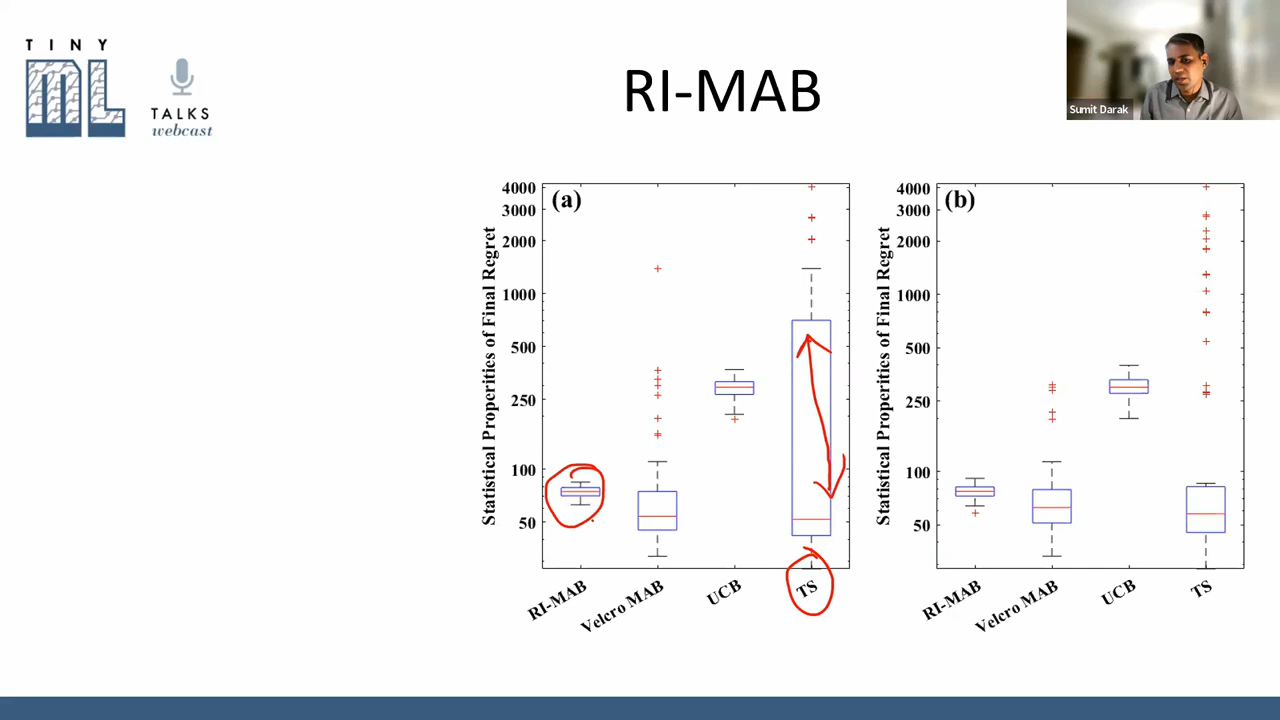 TINY
ML
TALKS
webcast
RI-MAB
Sumit Darak
(a)
Statistical Properities of Final Regret
4000
3000
2000
1000
500
250
100
50
RI-MAB
Velcro MAB
UCB
TS
(b)
Statistical Properities of Final Regret
4000
3000
2000
1000
500
250
100
50
RI-MAB
Velcro MAB
UCB
TS